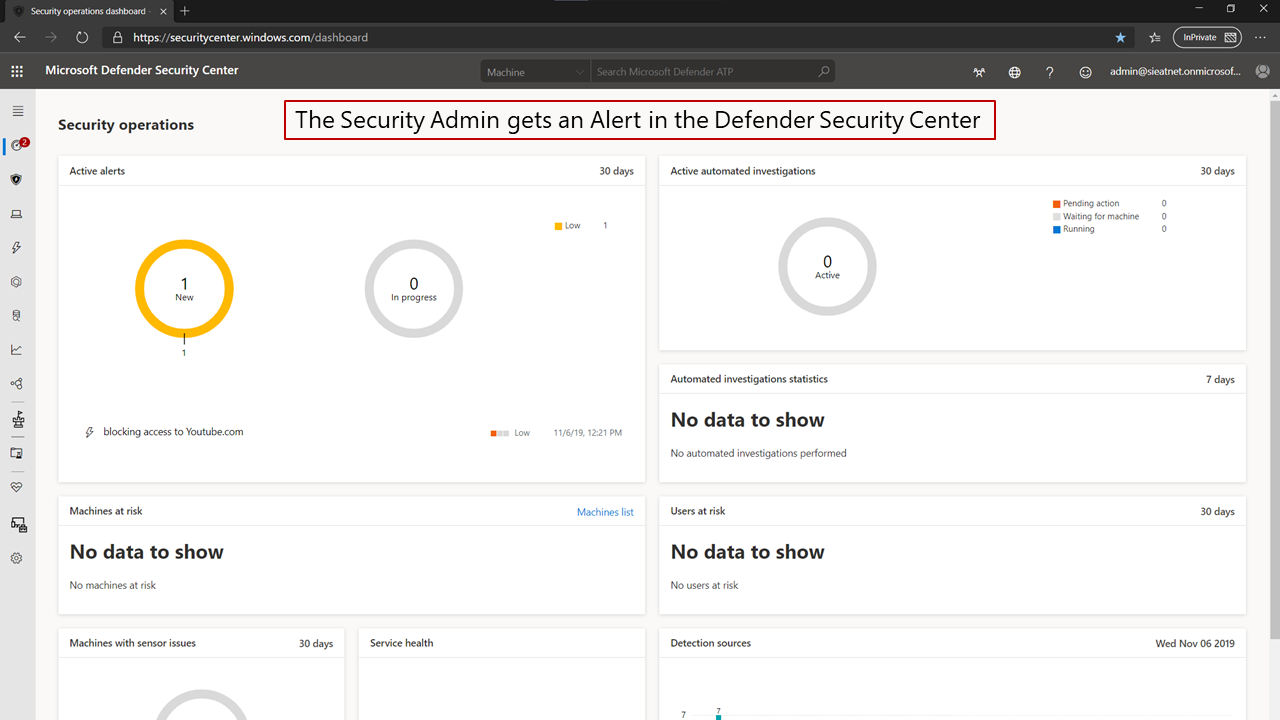 Security operations dashboard -
https://securitycenter.windows.com/dashboard
InPrivate
Microsoft Defender Security Center
Machine
Search Microsoft Defender ATP
admin@sieatnet.onmicrosof...
2
Security operations
The Security Admin gets an Alert in the Defender Security Center
Active alerts
30 days
Low 1
1
New
0
In progress
1
blocking access to Youtube.com
Low
11/6/19, 12:21 PM
Active automated investigations
30 days
Pending action 0
Waiting for machine 0
Running 0
0
Active
Automated investigations statistics
7 days
No data to show
No automated investigations performed
Machines at risk
Machines list
No data to show
No machines at risk
Users at risk
30 days
No data to show
No users at risk
Machines with sensor issues
30 days
Service health
Detection sources
Wed Nov 06 2019
7
7